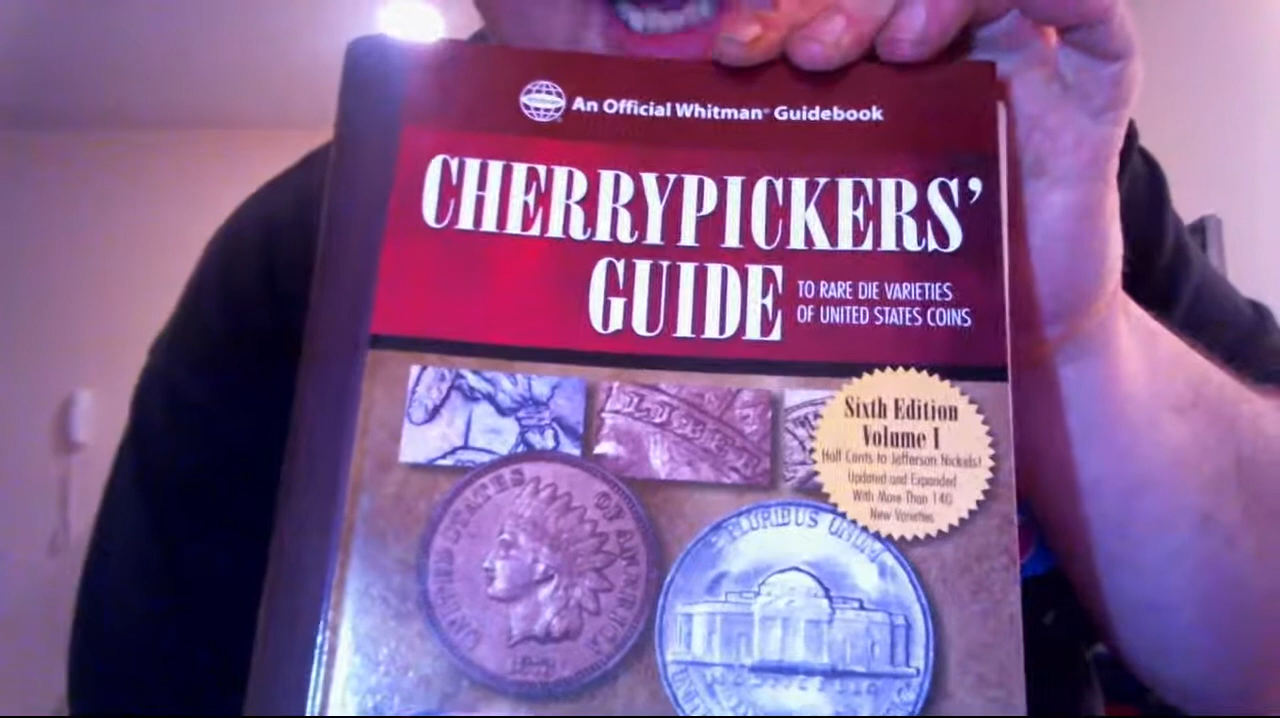 An Official Whitman® Guidebook
CHERRYPICKERS'
GUIDE
TO RARE DIE VARIETIES
OF UNITED STATES COINS
Sixth Edition
Volume I
Half Cents to Jefferson Nickels!
Updated and Expanded
With More Than 140
New Varieties
LIBERT
UNITED STATES OF AMERICA
PLURIBUS UNUM